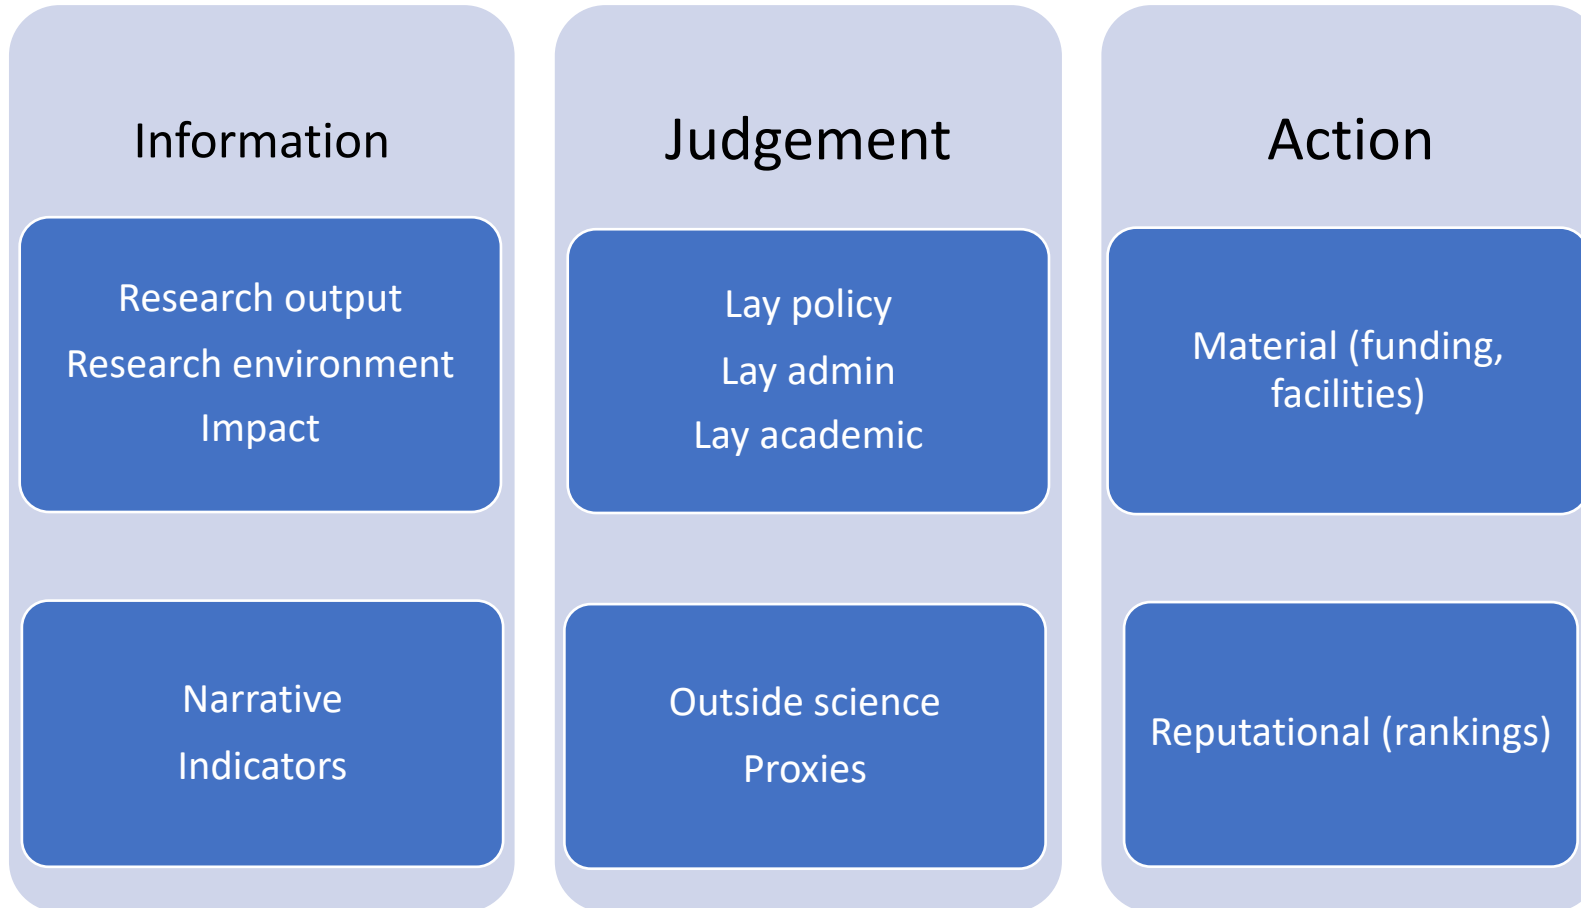 Information
Research output
Research environment
Impact
Narrative
Indicators
Judgement
Lay policy
Lay admin
Lay academic
Outside science
Proxies
Action
Material (funding,
facilities)
Reputational (rankings)